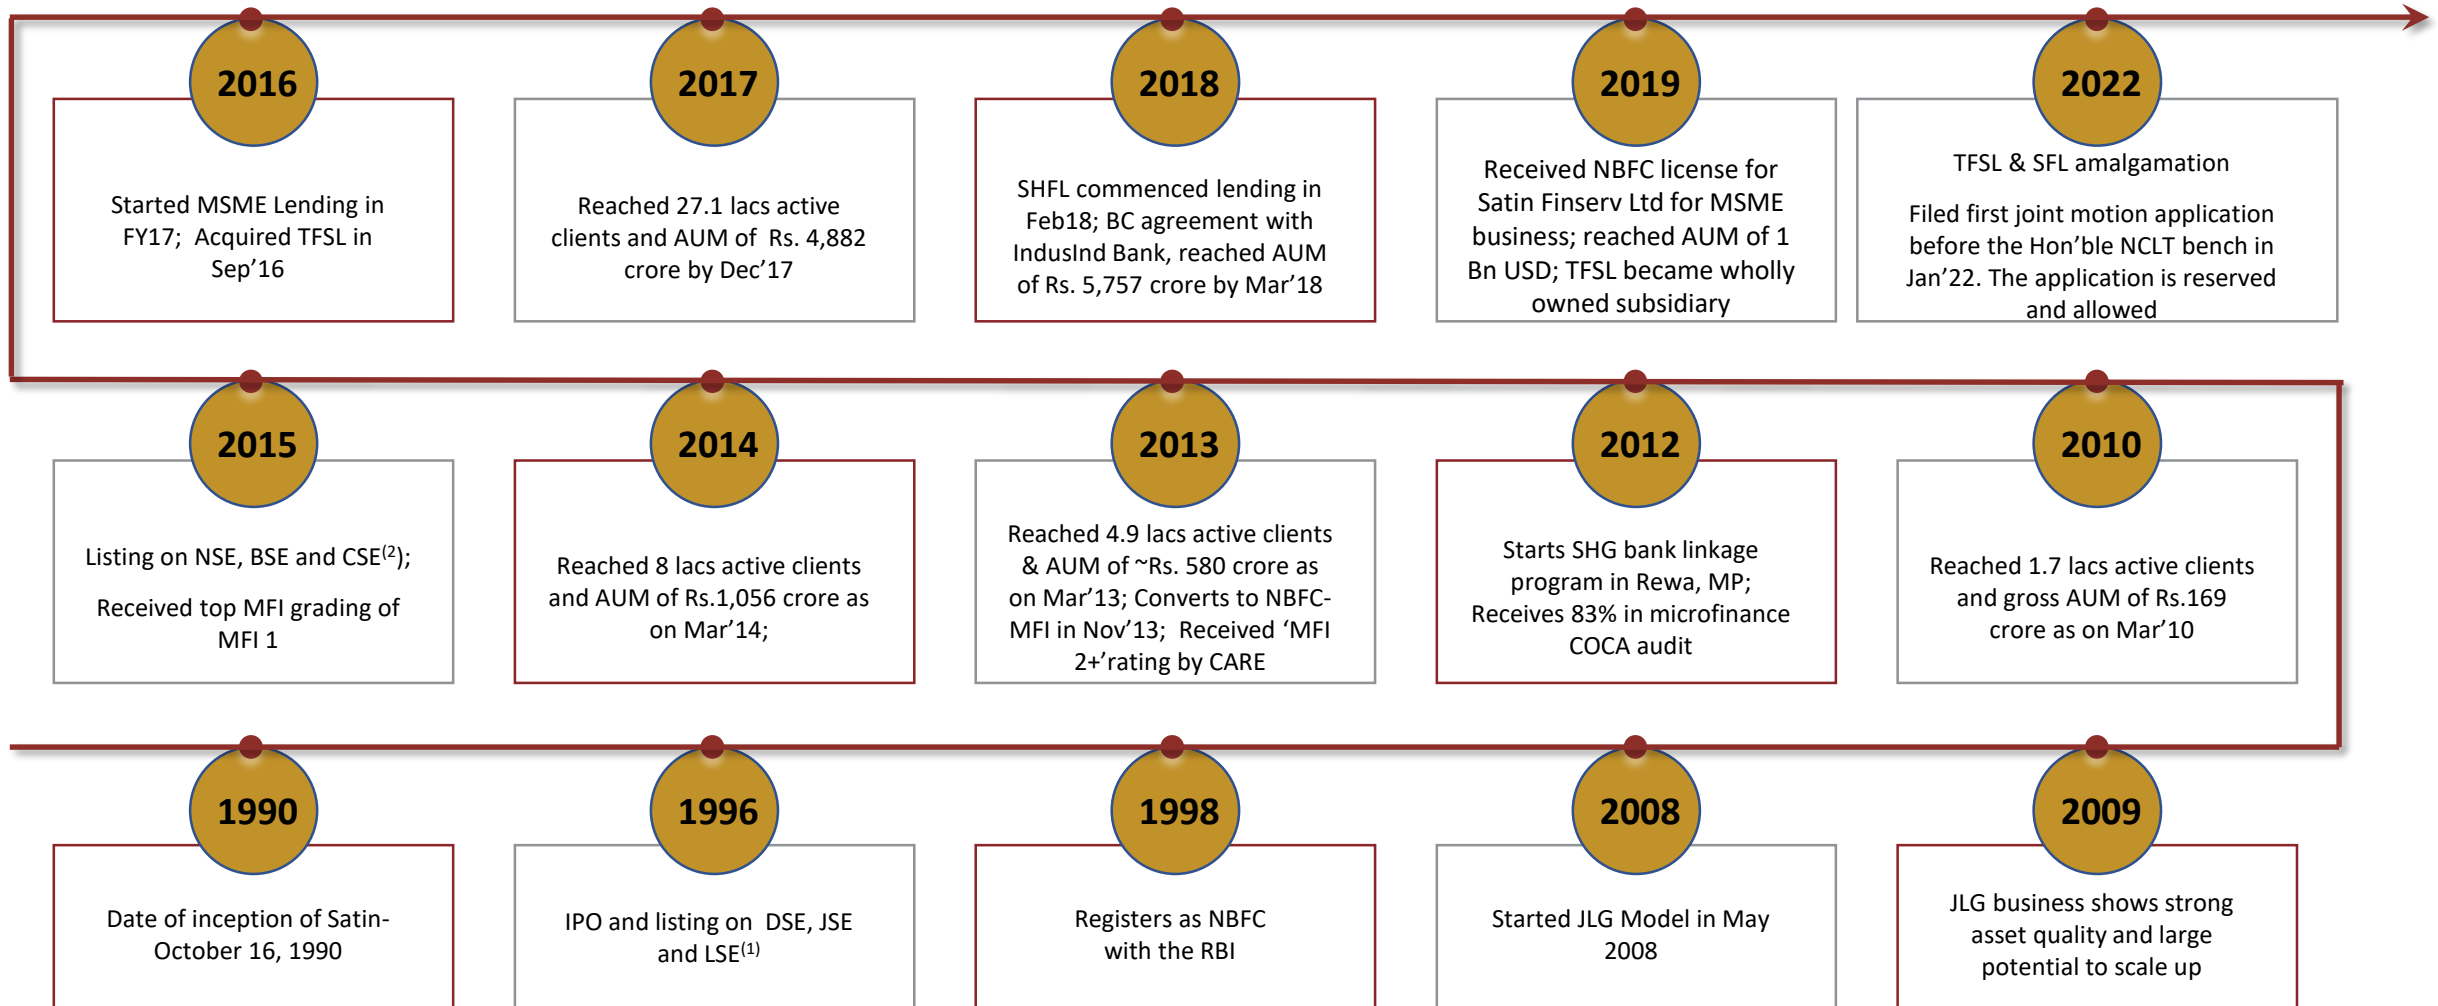 2016
Started MSME Lending in
FY17; Acquired TFSL in
Sep’16
2017
Reached 27.1 lacs active
clients and AUM of Rs. 4,882
crore by Dec’17
2018
SHFL commenced lending in
Feb18; BC agreement with
IndusInd Bank, reached AUM
of Rs. 5,757 crore by Mar’18
2019
Received NBFC license for
Satin Finserv Ltd for MSME
business; reached AUM of 1
Bn USD; TFSL became wholly
owned subsidiary
2022
TFSL & SFL amalgamation
Filed first joint motion application
before the Hon’ble NCLT bench in
Jan’22. The application is reserved
and allowed
2015
Listing on NSE, BSE and CSE(2);
Received top MFI grading of
MFI 1
2014
Reached 8 lacs active clients
and AUM of Rs.1,056 crore as
on Mar’14;
2013
Reached 4.9 lacs active clients
& AUM of ~Rs. 580 crore as
on Mar’13; Converts to NBFC-
MFI in Nov’13; Received ‘MFI
2+’rating by CARE
2012
Starts SHG bank linkage
program in Rewa, MP;
Receives 83% in microfinance
COCA audit
2010
Reached 1.7 lacs active clients
and gross AUM of Rs.169
crore as on Mar’10
1990
Date of inception of Satin-
October 16, 1990
1996
IPO and listing on DSE, JSE
and LSE(1)
1998
Registers as NBFC
with the RBI
2008
Started JLG Model in May
2008
2009
JLG business shows strong
asset quality and large
potential to scale up